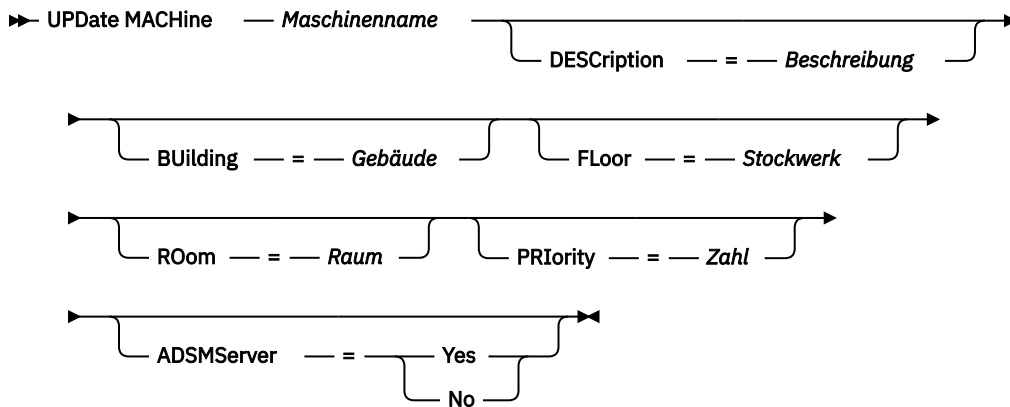 UPDate MACHine Maschinenname
DESCription = Beschreibung
BUilding = Gebäude FLoor = Stockwerk
ROom = Raum PRIority = Zahl
ADSMServer = Yes
No